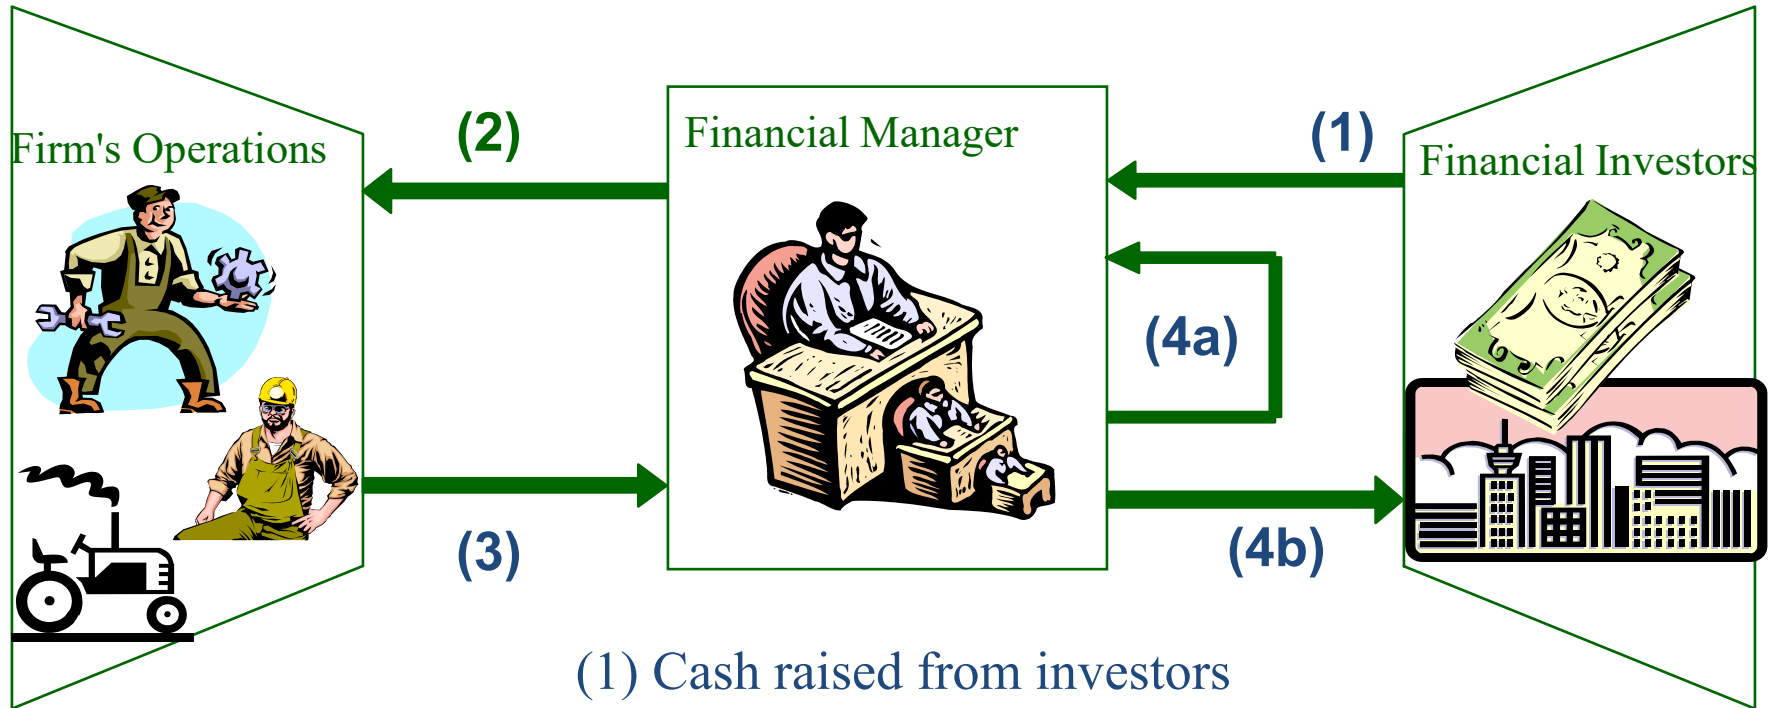 Firm's Operations
(2)
Financial Manager
(1)
Financial Investors
(4a)
(3)
(4b)
(1) Cash raised from investors